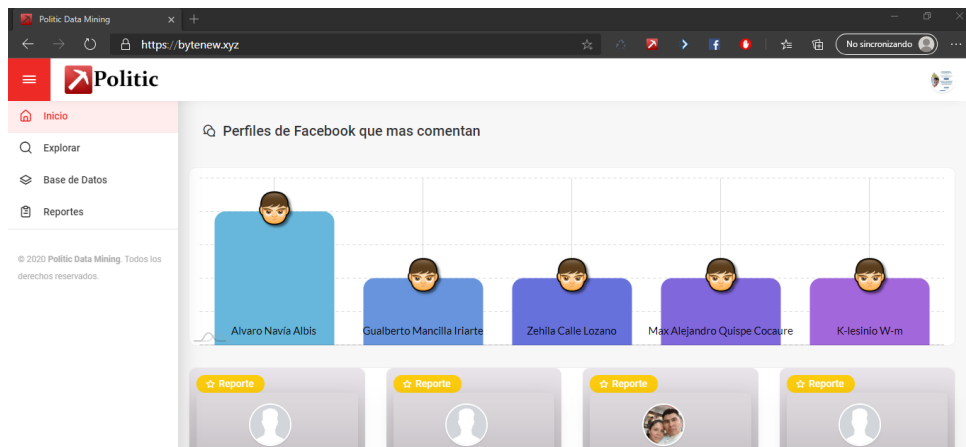 Politic Data Mining
https://bytenew.xyz
No sincronizando
Politic
Inicio
Explorar
Base de Datos
Reportes
© 2020 Politic Data Mining. Todos los
derechos reservados.
Perfiles de Facebook que mas comentan
Alvaro Navía Albis
Gualberto Mancilla Iriarte
Zehila Calle Lozano
Max Alejandro Quispe Cocaure
K-lesinio W-m
Reporte
Reporte
Reporte
Reporte